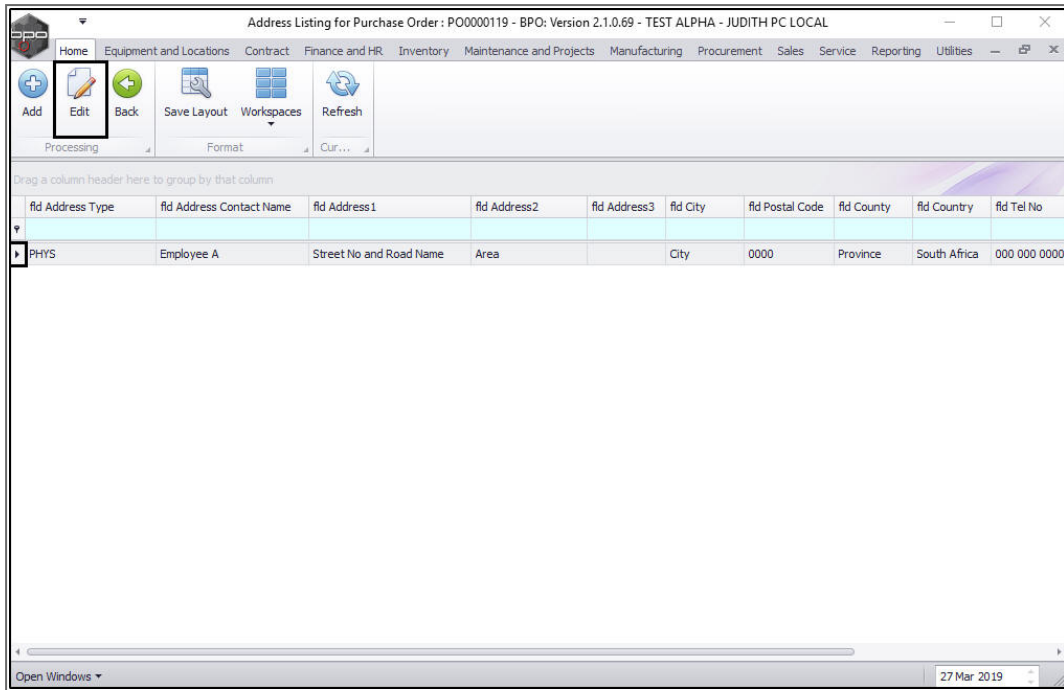 Address Listing for Purchase Order : PO0000119 - BPO: Version 2.1.0.69 - TEST ALPHA - JUDITH PC LOCAL
bpo
Home Equipment and Locations Contract Finance and HR Inventory Maintenance and Projects Manufacturing Procurement Sales Service Reporting Utilities
Add Edit Back Save Layout Workspaces Refresh
Processing Format Cur...
Drag a column header here to group by that column
fld Address Type fld Address Contact Name fld Address1 fld Address2 fld Address3 fld City fld Postal Code fld County fld Country fld Tel No
PHYS Employee A Street No and Road Name Area City 0000 Province South Africa 000 000 0000
Open Windows 27 Mar 2019